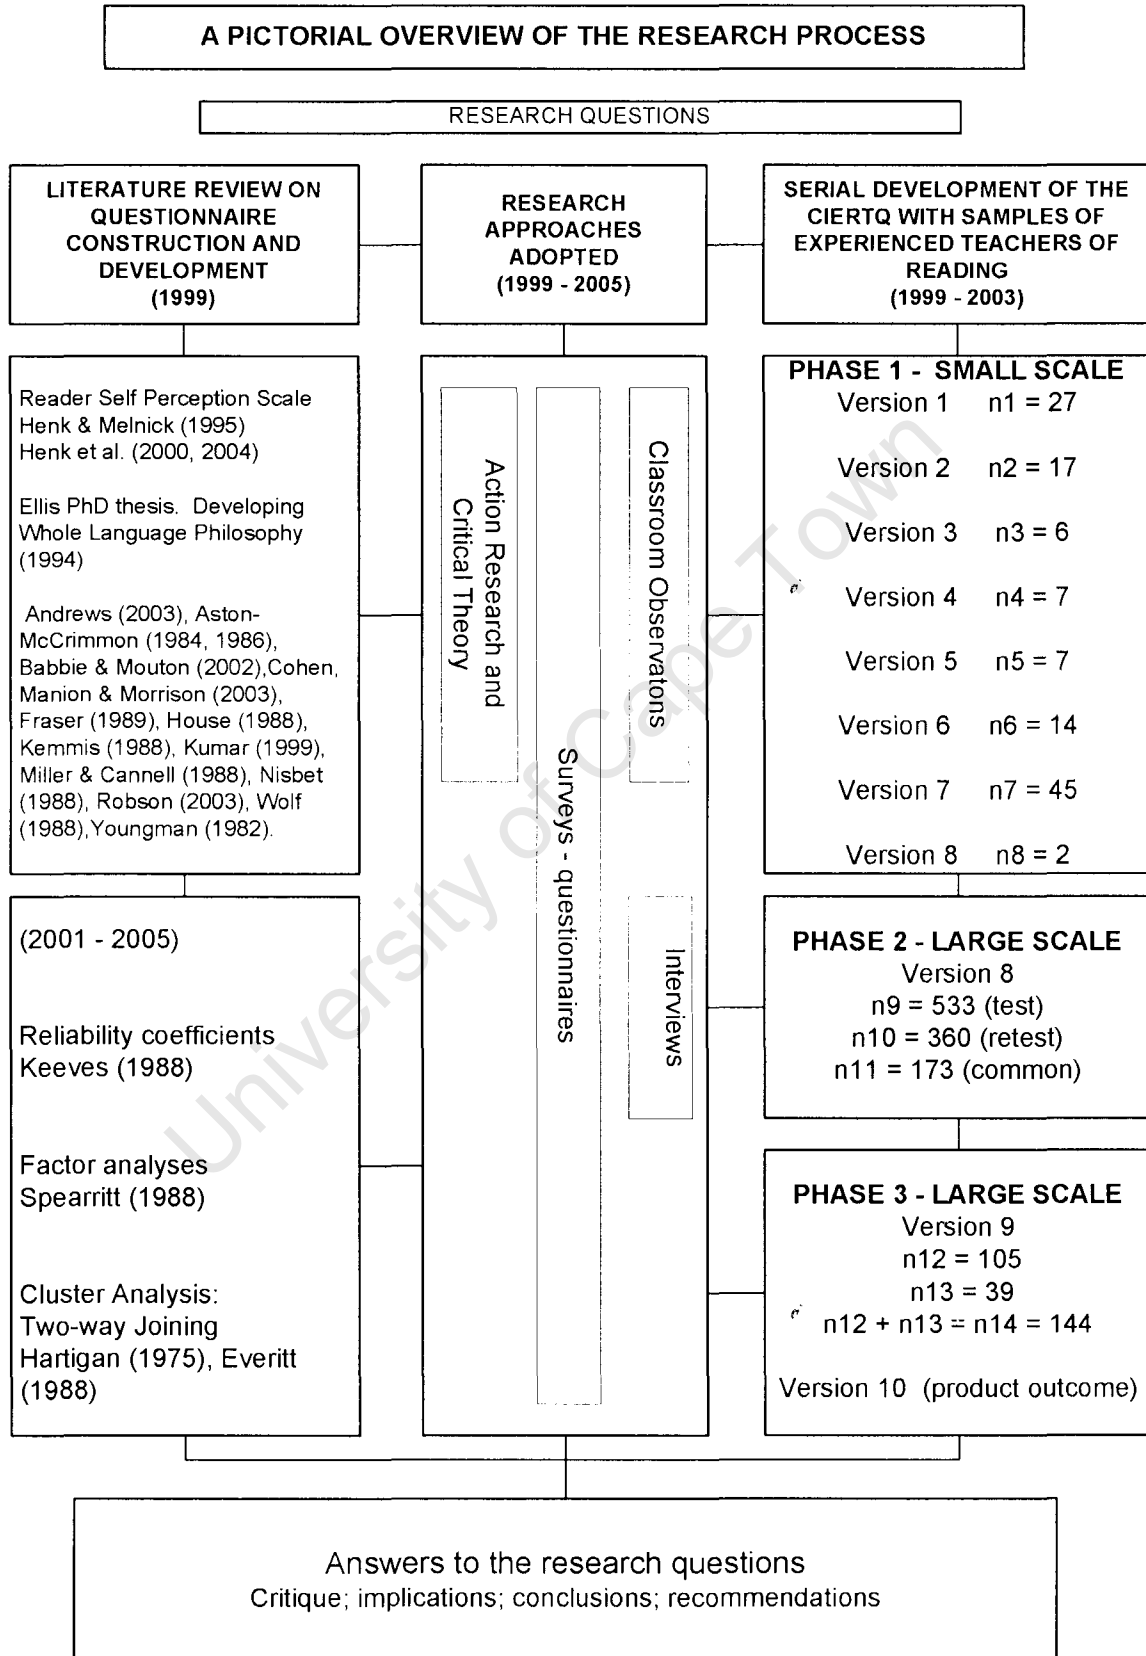 A PICTORIAL OVERVIEW OF THE RESEARCH PROCESS
RESEARCH QUESTIONS
LITERATURE REVIEW ON
QUESTIONNAIRE
CONSTRUCTION AND
DEVELOPMENT
(1999)
RESEARCH
APPROACHES
ADOPTED
(1999 - 2005)
SERIAL DEVELOPMENT OF THE
CIERTQ WITH SAMPLES OF
EXPERIENCED TEACHERS OF
READING
(1999 - 2003)
Reader Self Perception Scale
Henk & Melnick (1995)
Henk et al. (2000, 2004)
Ellis PhD thesis. Developing
Whole Language Philosophy
(1994)
Andrews (2003), Aston-
McCrimmon (1984, 1986),
Babbie & Mouton (2002),Cohen,
Manion & Morrison (2003),
Fraser (1989), House (1988),
Kemmis (1988), Kumar (1999),
Miller & Cannell (1988), Nisbet
(1988), Robson (2003), Wolf
(1988),Youngman (1982).
(2001 - 2005)
Reliability coefficients
Keeves (1988)
Factor analyses
Spearritt (1988)
Cluster Analysis:
Two-way Joining
Hartigan (1975), Everitt
(1988)
Action Research and
Critical Theory
Surveys - questionnaires
Classroom Observatons
Interviews
PHASE 1 - SMALL SCALE
Version 1 n1 = 27
Version 2 n2 = 17
Version 3 n3 = 6
Version 4 n4 = 7
Version 5 n5 = 7
Version 6 n6 = 14
Version 7 n7 = 45
Version 8 n8 = 2
PHASE 2 - LARGE SCALE
Version 8
n9 = 533 (test)
n10 = 360 (retest)
n11 = 173 (common)
PHASE 3 - LARGE SCALE
Version 9
n12 = 105
n13 = 39
n12 + n13 = n14 = 144
Version 10 (product outcome)
Answers to the research questions
Critique; implications; conclusions; recommendations
University of Cape Town